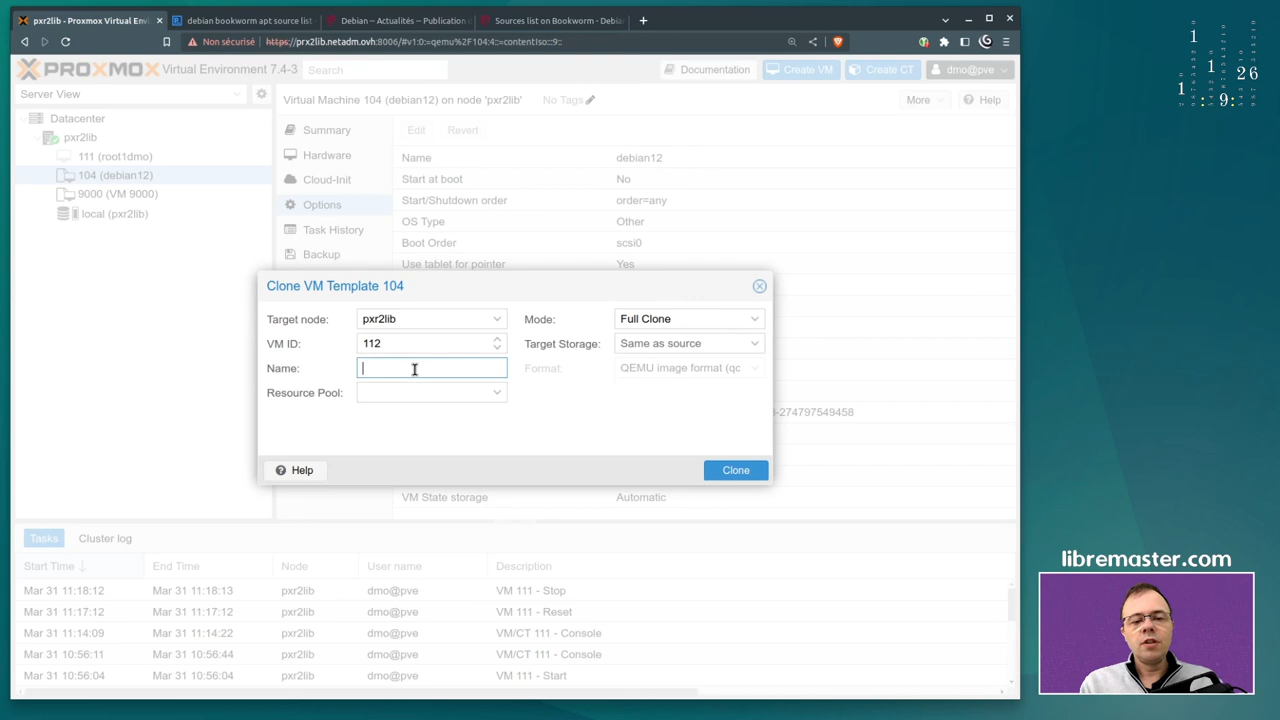 pxr2lib - Proxmox Virtual Envi
debian bookworm apt source list
Debian -- Actualités -- Publication
Sources list on Bookworm - Debia
Non sécurisé
https://prx2lib.netadm.ovh:8006/#v1:0:=qemu%2F104:4::=contentIso:::9::
PROXMOX Virtual Environment 7.4-3
Search
Documentation
Create VM
Create CT
dmo@pve
Server View
Datacenter
pxr2lib
111 (root1dmo)
104 (debian12)
9000 (VM 9000)
local (pxr2lib)
Virtual Machine 104 (debian12) on node 'pxr2lib'
No Tags
More
Help
Summary
Hardware
Cloud-Init
Options
Task History
Backup
Edit
Revert
Name debian12
Start at boot No
Start/Shutdown order order=any
OS Type Other
Boot Order scsi0
Use tablet for pointer Yes
Clone VM Template 104
Target node: pxr2lib
VM ID: 112
Name:
Resource Pool:
Mode: Full Clone
Target Storage: Same as source
Format: QEMU image format (qc
Help
Clone
-274797549458
VM State storage Automatic
Tasks
Cluster log
Start Time End Time Node User name Description
Mar 31 11:18:12 Mar 31 11:18:13 pxr2lib dmo@pve VM 111 - Stop
Mar 31 11:17:12 Mar 31 11:17:12 pxr2lib dmo@pve VM 111 - Reset
Mar 31 11:14:09 Mar 31 11:14:22 pxr2lib dmo@pve VM/CT 111 - Console
Mar 31 10:56:11 Mar 31 10:56:44 pxr2lib dmo@pve VM/CT 111 - Console
Mar 31 10:56:04 Mar 31 10:56:04 pxr2lib dmo@pve VM 111 - Start
libremaster.com